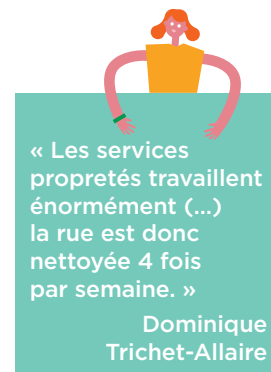 « Les services
propretés travaillent
énormément (...)
la rue est donc
nettoyée 4 fois
par semaine. »
Dominique
Trichet-Allaire